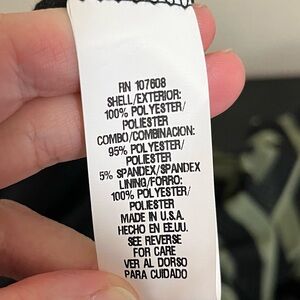 RN 107608
SHELL/EXTERIOR:
100% POLYESTER/
POLIESTER
COMBO/COMBINACION:
95% POLYESTER/
POLIESTER
5% SPANDEX/SPANDEX
LINING/FORRO:
100% POLYESTER/
POLIESTER
MADE IN U.S.A.
HECHO EN EE.UU.
SEE REVERSE
FOR CARE
VER AL DORSO
PARA CUIDADO